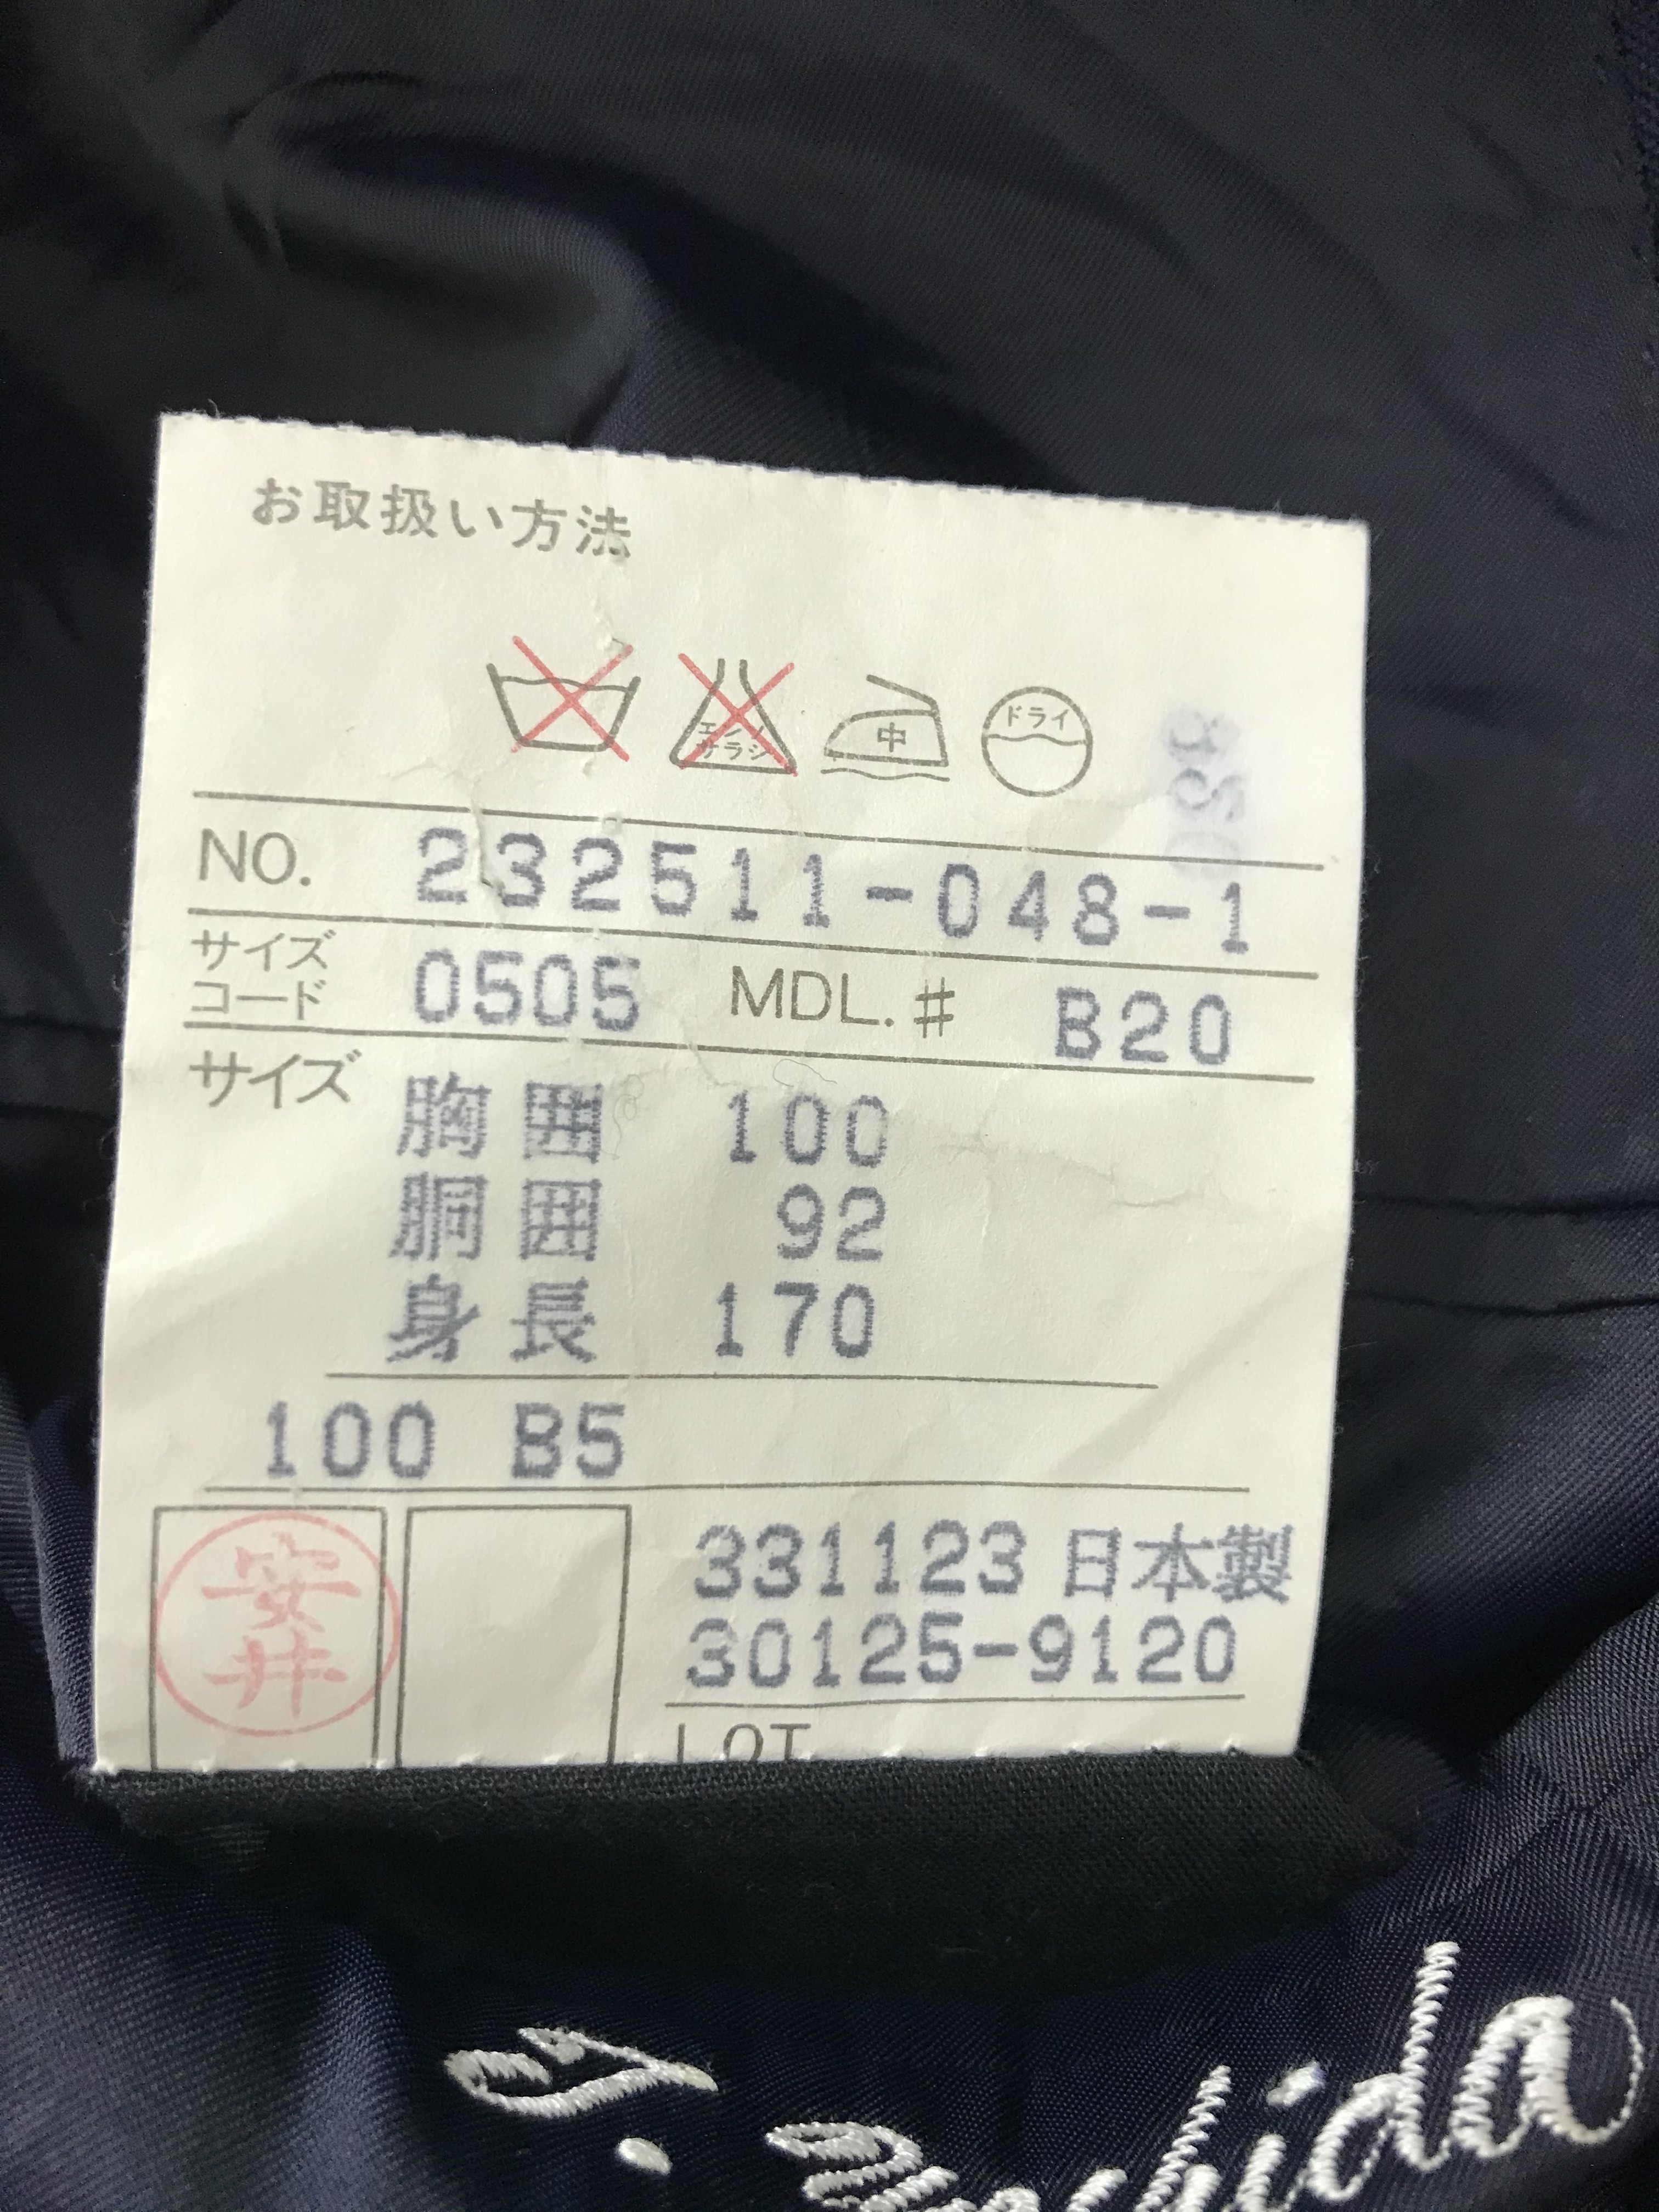 お取扱い方法
エンソ
サラシ
中
ドライ
NO. 232511-048-1
サイズ
コード 0505 MDL.# B20
サイズ 胸囲 100
胴囲 92
身長 170
100 B5
安井
331123 日本製
30125-9120
LOT
T.